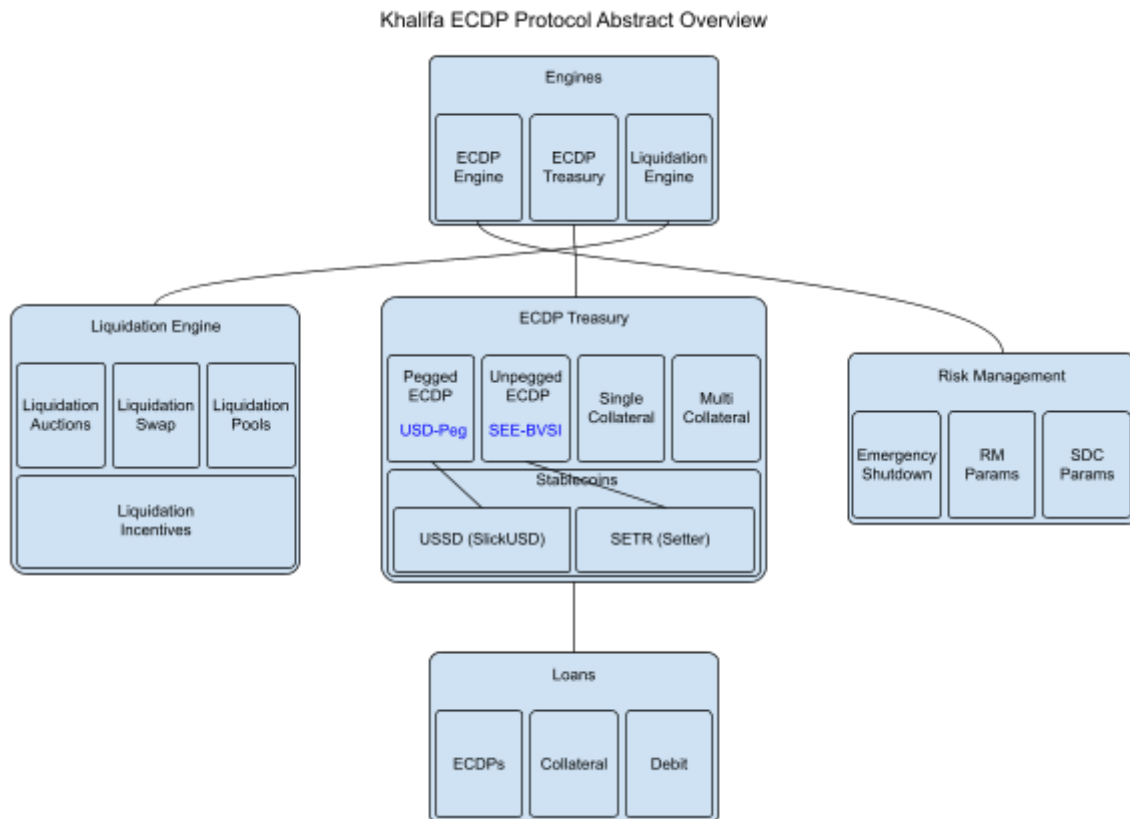 Khalifa ECDP Protocol Abstract Overview
Engines
ECDP
Engine
ECDP
Treasury
Liquidation
Engine
Liquidation Engine
Liquidation
Auctions
Liquidation
Swap
Liquidation
Pools
Liquidation
Incentives
ECDP Treasury
Pegged
ECDP
USD-Peg
Unpegged
ECDP
SEE-BVSI
Single
Collateral
Multi
Collateral
Stablecoins
USSD (SlickUSD)
SETR (Setter)
Risk Management
Emergency
Shutdown
RM
Params
SDC
Params
Loans
ECDPs
Collateral
Debit